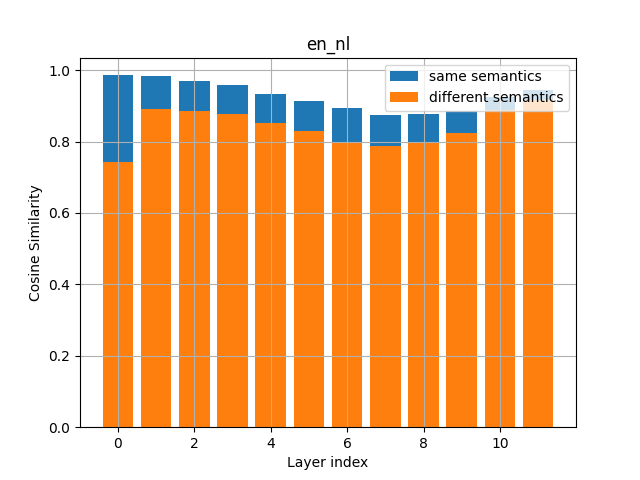 en_nl
same semantics
different semantics
1.0
0.8
0.6
0.4
0.2
0.0
Cosine Similarity
0 2 4 6 8 10
Layer index